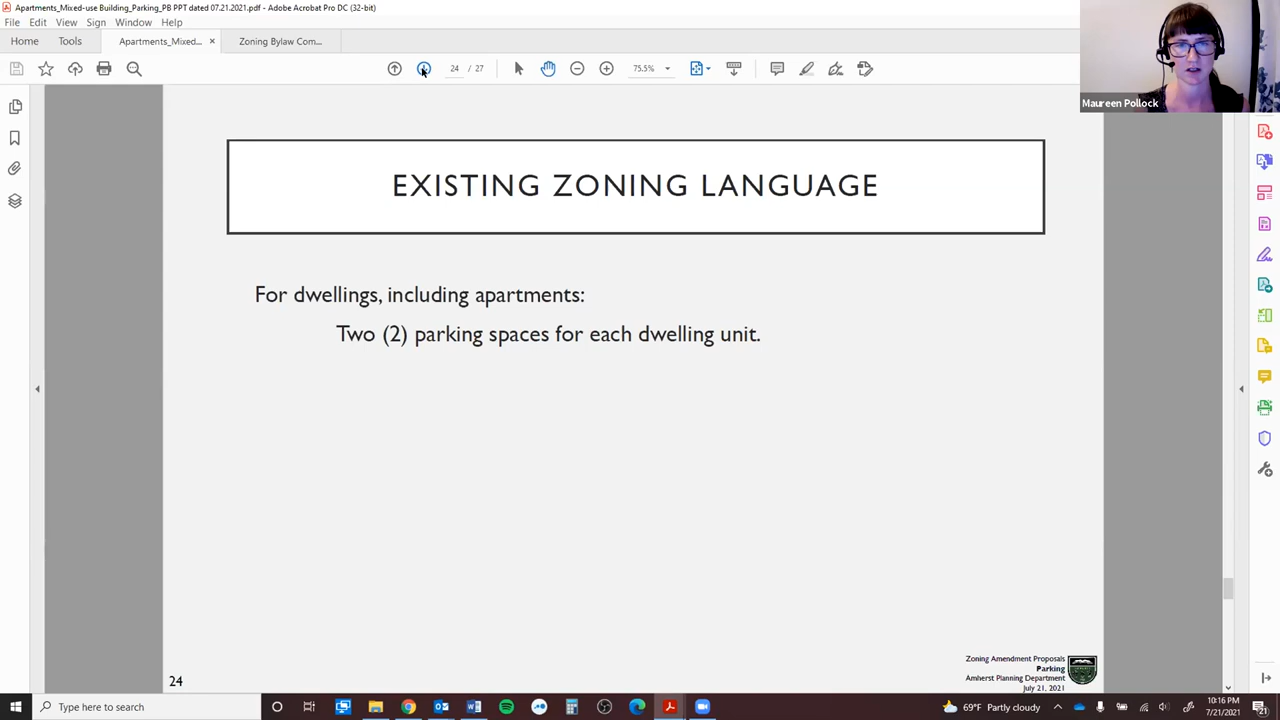 Apartments_Mixed-use Building_Parking_PB PPT dated 07.21.2021.pdf - Adobe Acrobat Pro DC (32-bit)
File Edit View Sign Window Help
Home Tools Apartments_Mixed... × Zoning Bylaw Com...
24 / 27 75.5%
Maureen Pollock
EXISTING ZONING LANGUAGE
For dwellings, including apartments:
Two (2) parking spaces for each dwelling unit.
24
Zoning Amendment Proposals
Parking
Amherst Planning Department
July 21, 2021
Type here to search
69°F Partly cloudy
10:16 PM
7/21/2021
21